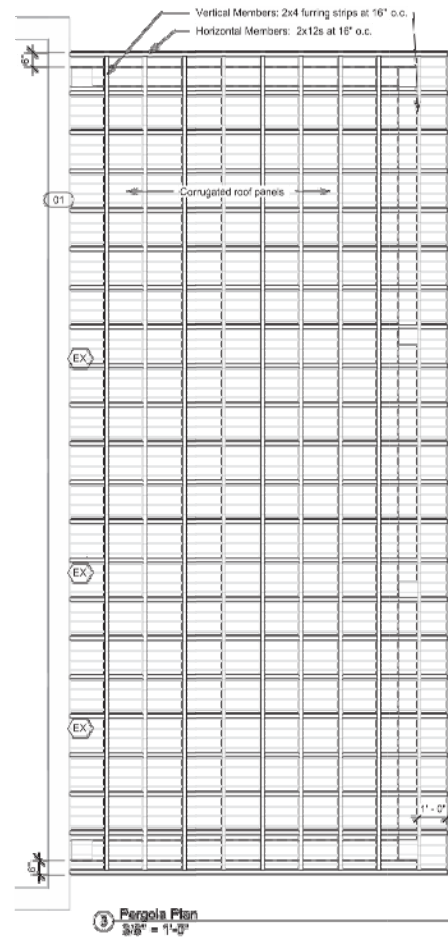 Vertical Members: 2x4 furring strips at 16" o.c.
Horizontal Members: 2x12s at 16" o.c.
6"
01
Corrugated roof panels
EX
EX
EX
1' - 0"
6"
3 Pergola Plan
3/8" = 1'-0"